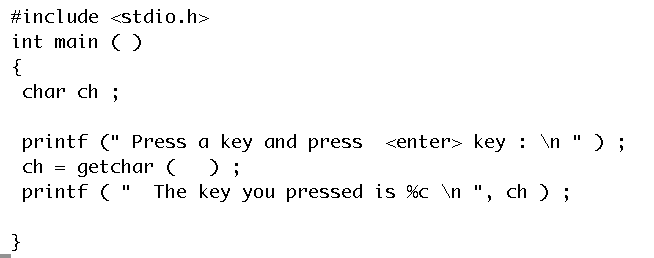 #include <stdio.h>
int main ( )
{
 char ch ;

 printf (" Press a key and press  <enter> key : \n " ) ;
 ch = getchar (   ) ;
 printf ( "  The key you pressed is %c \n ", ch ) ;

}